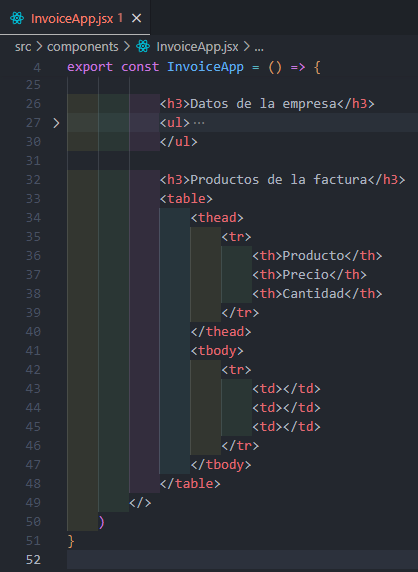 InvoiceApp.jsx 1 ×
src > components > InvoiceApp.jsx > ...
4 export const InvoiceApp = () => {
25
26 <h3>Datos de la empresa</h3>
27 <ul> ...
30 </ul>
31
32 <h3>Productos de la factura</h3>
33 <table>
34 <thead>
35 <tr>
36 <th>Producto</th>
37 <th>Precio</th>
38 <th>Cantidad</th>
39 </tr>
40 </thead>
41 <tbody>
42 <tr>
43 <td></td>
44 <td></td>
45 <td></td>
46 </tr>
47 </tbody>
48 </table>
49 </>
50 )
51 }
52